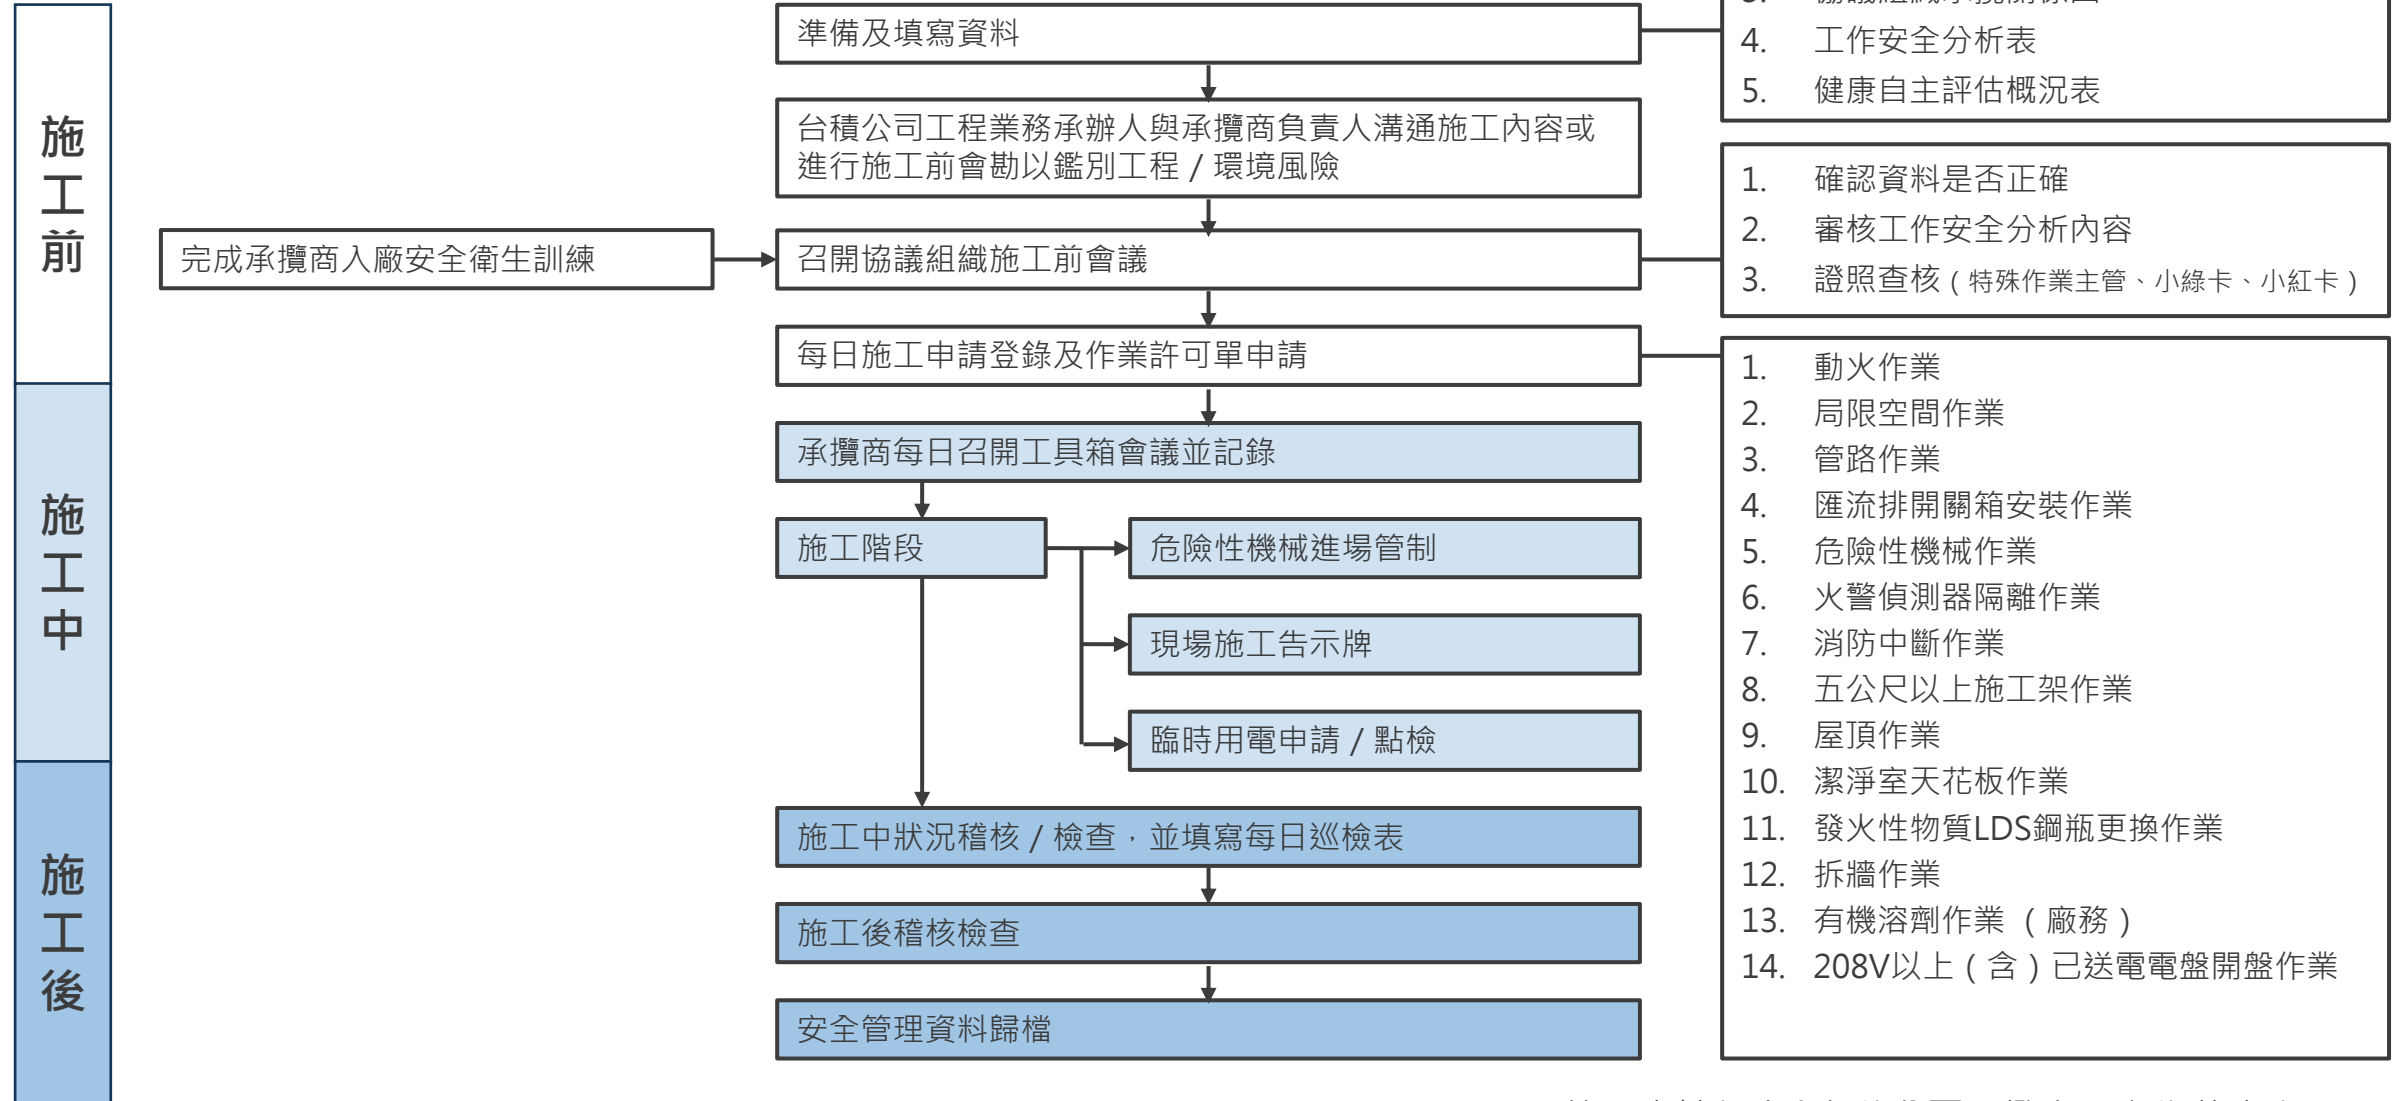 施工前
準備及填寫資料
4. 工作安全分析表
5. 健康自主評估概況表
台積公司工程業務承辦人與承攬商負責人溝通施工內容或
進行施工前會勘以鑑別工程 / 環境風險
完成承攬商入廠安全衛生訓練
召開協議組織施工前會議
1. 確認資料是否正確
2. 審核工作安全分析內容
3. 證照查核 ( 特殊作業主管、小綠卡、小紅卡 )
每日施工申請登錄及作業許可單申請
1. 動火作業
2. 局限空間作業
3. 管路作業
4. 匯流排開關箱安裝作業
5. 危險性機械作業
6. 火警偵測器隔離作業
7. 消防中斷作業
8. 五公尺以上施工架作業
9. 屋頂作業
10. 潔淨室天花板作業
11. 發火性物質LDS鋼瓶更換作業
12. 拆牆作業
13. 有機溶劑作業 ( 廠務 )
14. 208V以上 ( 含 ) 已送電電盤開盤作業
施工中
承攬商每日召開工具箱會議並記錄
施工階段
危險性機械進場管制
現場施工告示牌
臨時用電申請 / 點檢
施工後
施工中狀況稽核 / 檢查，並填寫每日巡檢表
施工後稽核檢查
安全管理資料歸檔